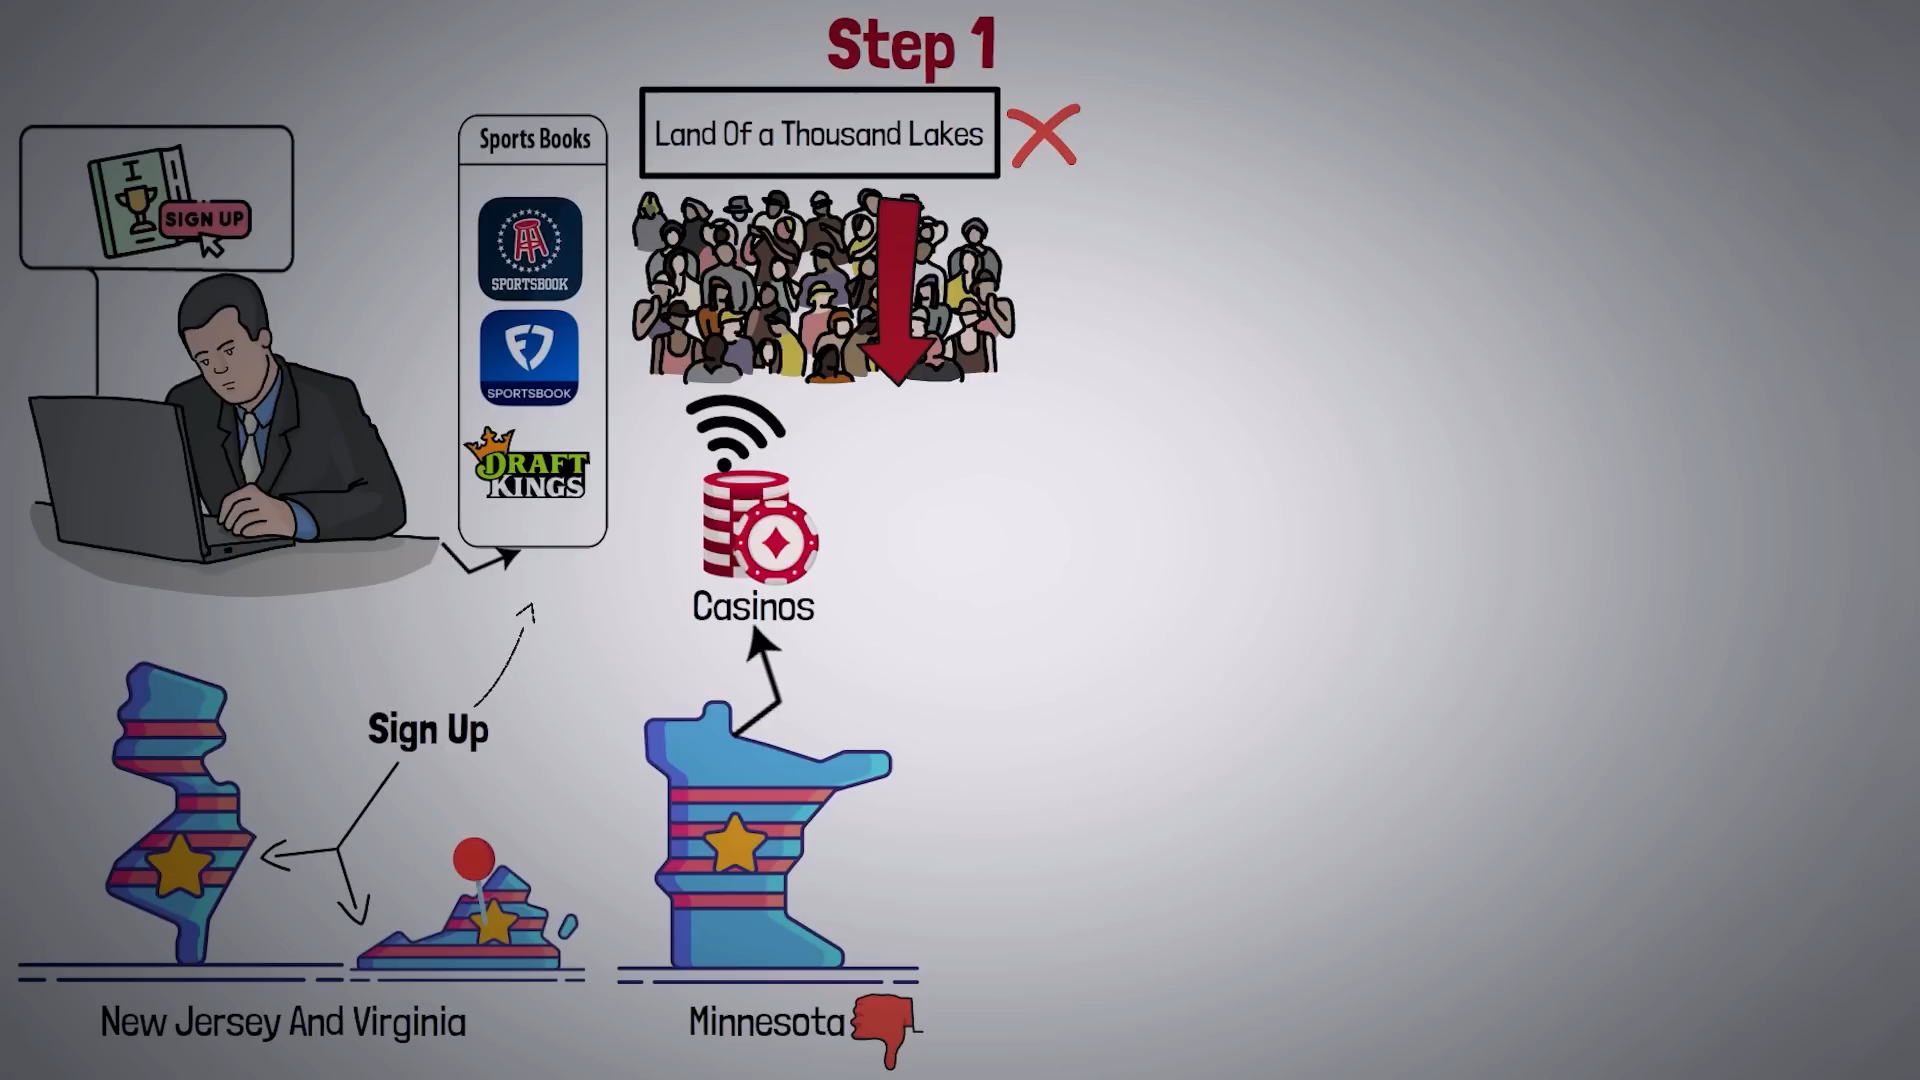 Step 1
Land Of a Thousand Lakes
Sports Books
I
SIGN UP
SPORTSBOOK
SPORTSBOOK
DRAFT
KINGS
Casinos
Sign Up
New Jersey And Virginia
Minnesota